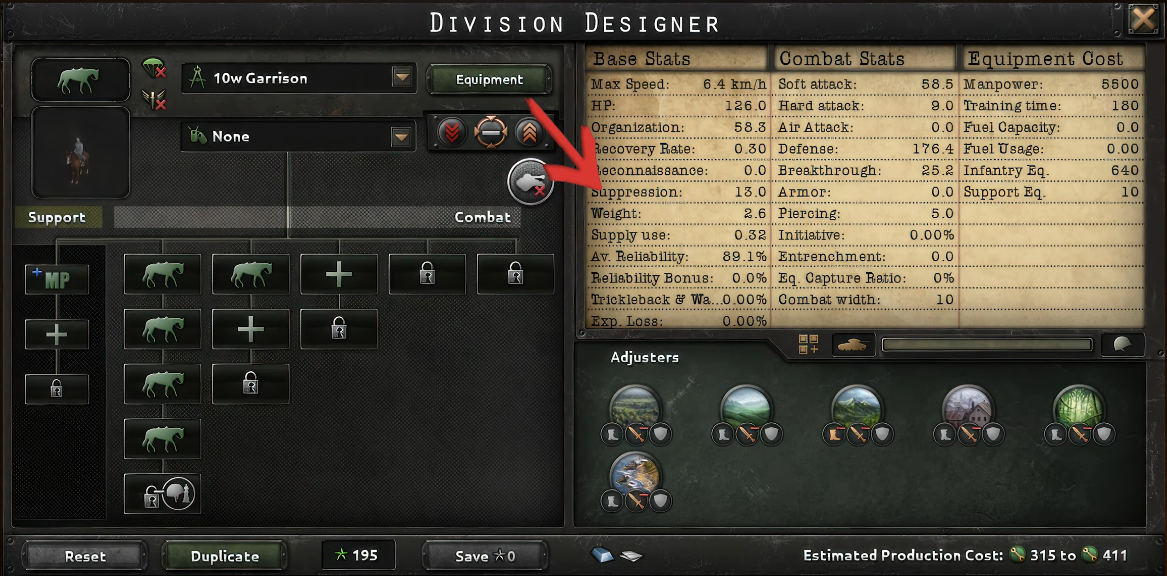 Division Designer
10w Garrison
Equipment
None
Support
Combat
MP
Base Stats
Max Speed: 6.4 km/h
HP: 126.0
Organization: 58.3
Recovery Rate: 0.30
Reconnaissance: 0.0
Suppression: 13.0
Weight: 2.6
Supply use: 0.32
Av. Reliability: 89.1%
Reliability Bonus: 0.0%
Trickleback & Wa...0.00%
Exp. Loss: 0.00%
Combat Stats
Soft attack: 58.5
Hard attack: 9.0
Air Attack: 0.0
Defense: 176.4
Breakthrough: 25.2
Armor: 0.0
Piercing: 5.0
Initiative: 0.00%
Entrenchment: 0.0
Eq. Capture Ratio: 0%
Combat width: 10
Equipment Cost
Manpower: 5500
Training time: 180
Fuel Capacity: 0.0
Fuel Usage: 0.00
Infantry Eq. 640
Support Eq. 10
Adjusters
Reset
Duplicate
195
Save 0
Estimated Production Cost: 315 to 411